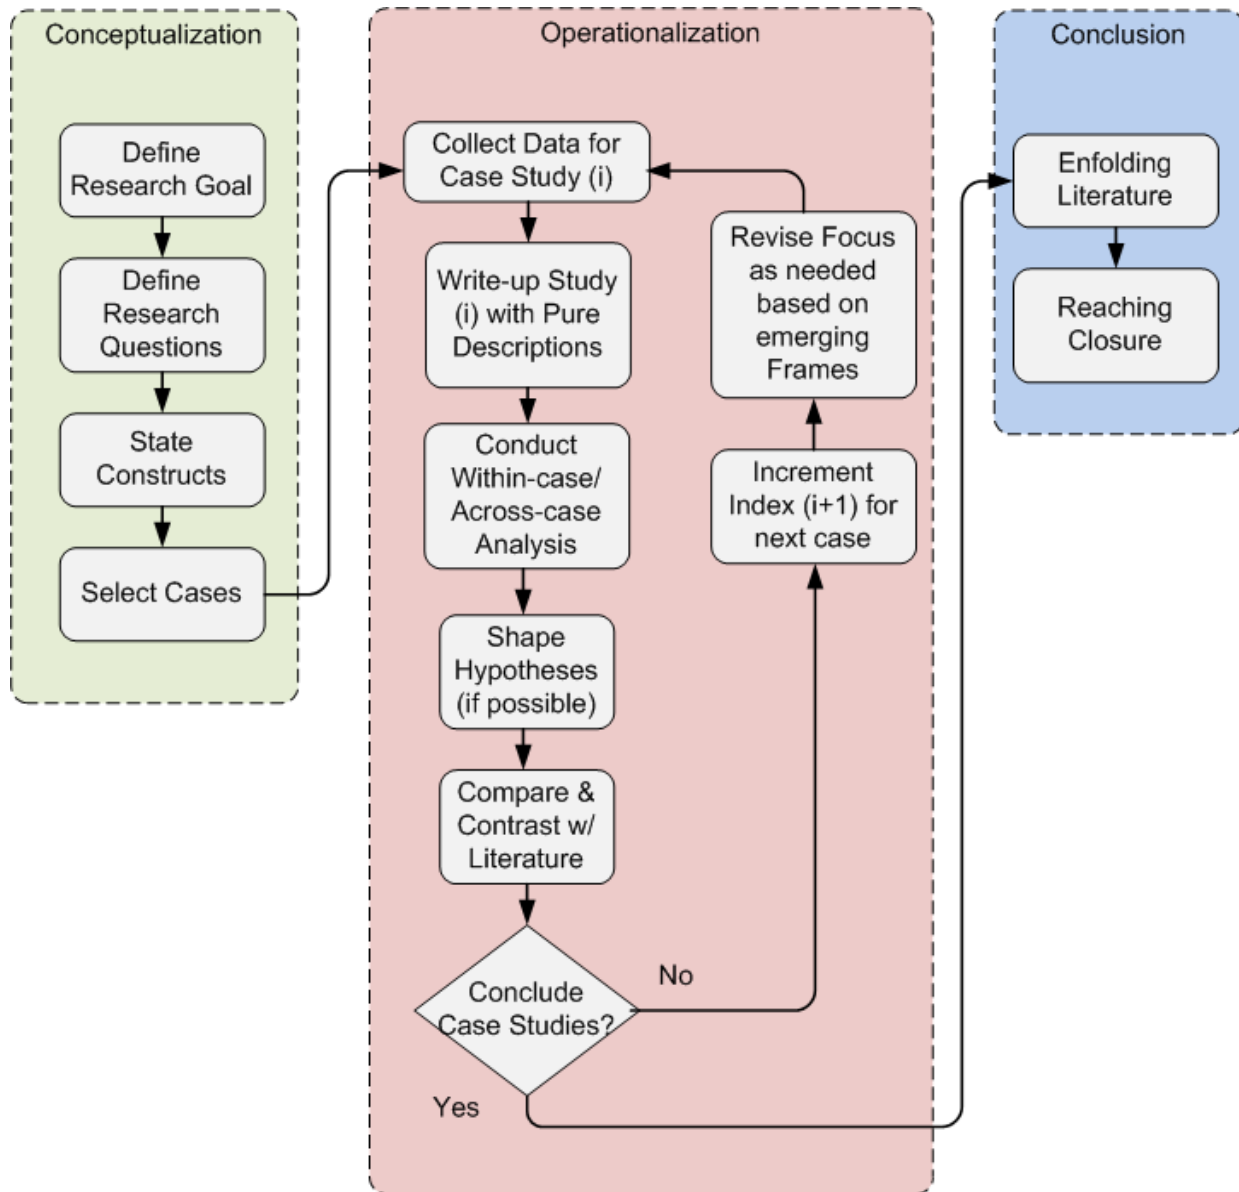 Conceptualization
Define
Research Goal
Define
Research
Questions
State
Constructs
Select Cases
Operationalization
Collect Data for
Case Study (i)
Write-up Study
(i) with Pure
Descriptions
Conduct
Within-case/
Across-case
Analysis
Shape
Hypotheses
(if possible)
Compare &
Contrast w/
Literature
Conclude
Case Studies?
No
Yes
Increment
Index (i+1) for
next case
Revise Focus
as needed
based on
emerging
Frames
Conclusion
Enfolding
Literature
Reaching
Closure